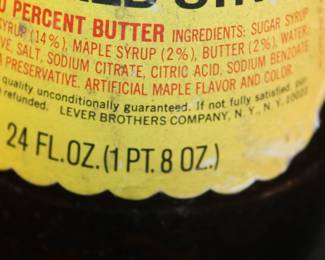 PERCENT BUTTER INGREDIENTS: SUGAR SYRUP
SYRUP (14%), MAPLE SYRUP (2%), BUTTER (2%), WATER,
SALT, SODIUM CITRATE, CITRIC ACID, SODIUM BENZOATE
PRESERVATIVE. ARTIFICIAL MAPLE FLAVOR AND COLOR.
quality unconditionally guaranteed. If not fully satisfied,
refunded. LEVER BROTHERS COMPANY, N.Y., N.Y. 10022
24 FL.OZ.(1 PT. 8 OZ.)